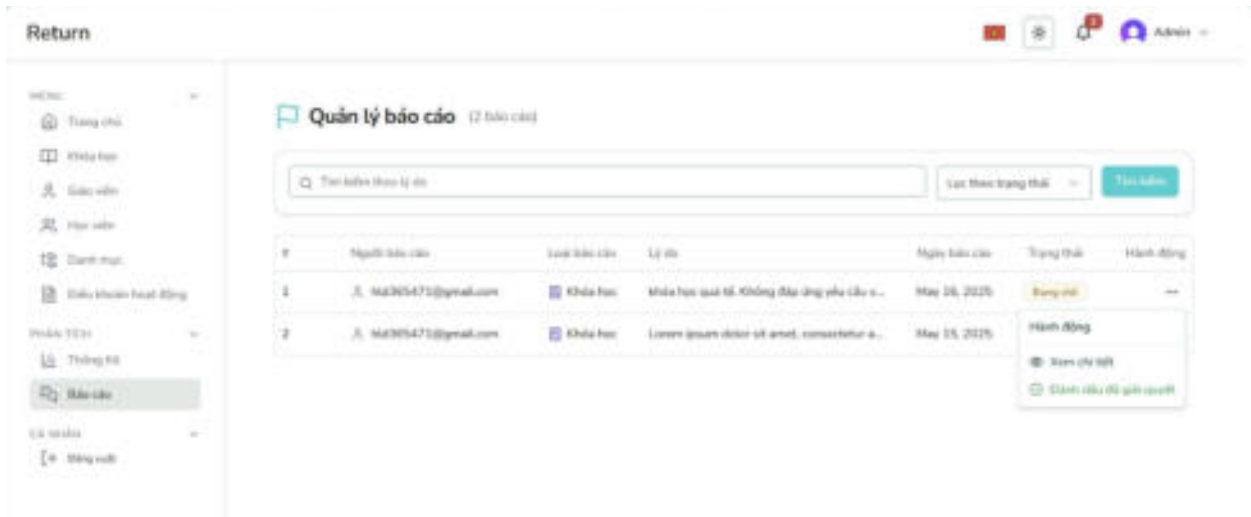 Return
Admin
MENU
Trang chủ
Khóa học
Giáo viên
Học viên
Danh mục
Điều khoản hoạt động
PHÂN TÍCH
Thống kê
Báo cáo
CÁ NHÂN
Đăng xuất
Quản lý báo cáo (2 báo cáo)
Tìm kiếm theo lý do
Lọc theo trạng thái
Tìm kiếm
# Người báo cáo Loại báo cáo Lý do Ngày báo cáo Trạng thái Hành động
1 Khóa học khóa học quá tệ. Không đáp ứng yêu cầu v... May 2025 Đang chờ ...
2 Khóa học Lorem ipsum dolor sit amet, consectetur a... May 15, 2025
Hành động
Xem chi tiết
Đánh dấu đã giải quyết